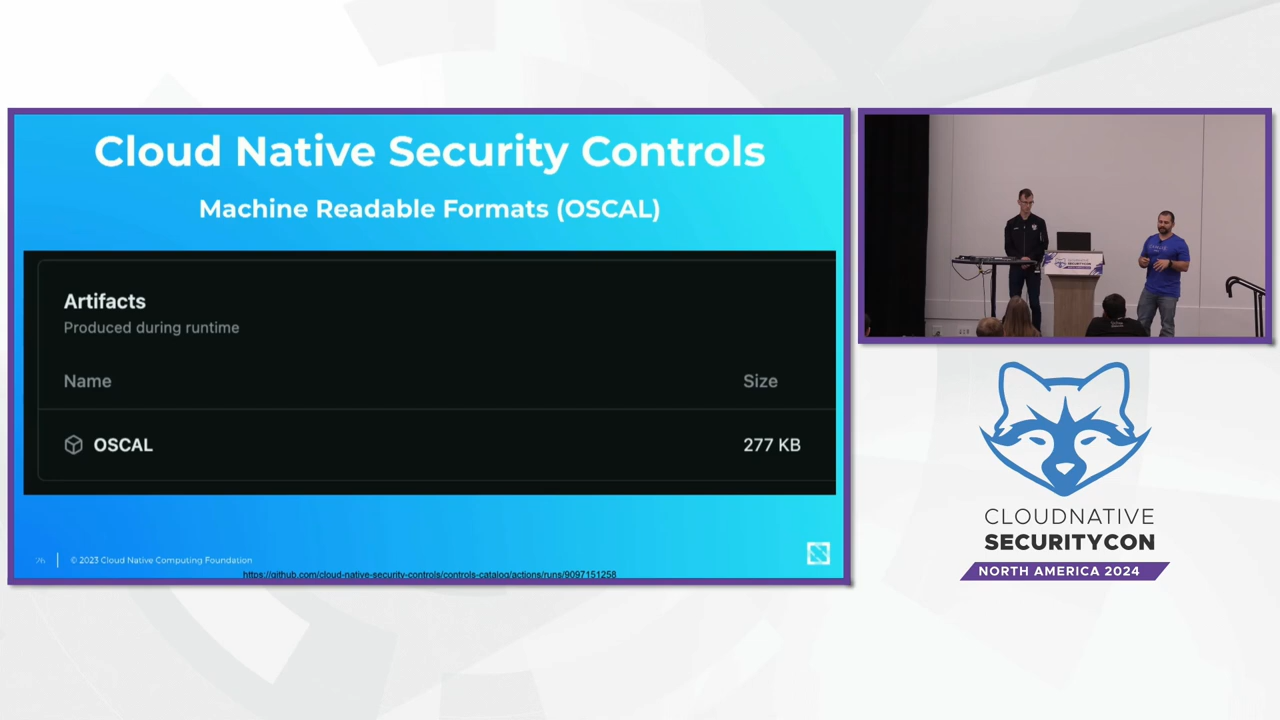 Cloud Native Security Controls
Machine Readable Formats (OSCAL)
Artifacts
Produced during runtime
Name Size
OSCAL 277 KB
26 © 2023 Cloud Native Computing Foundation
https://github.com/cloud-native-security-controls/controls-catalog/actions/runs/9097151258
CLOUDNATIVE
SECURITYCON
NORTH AMERICA 2024